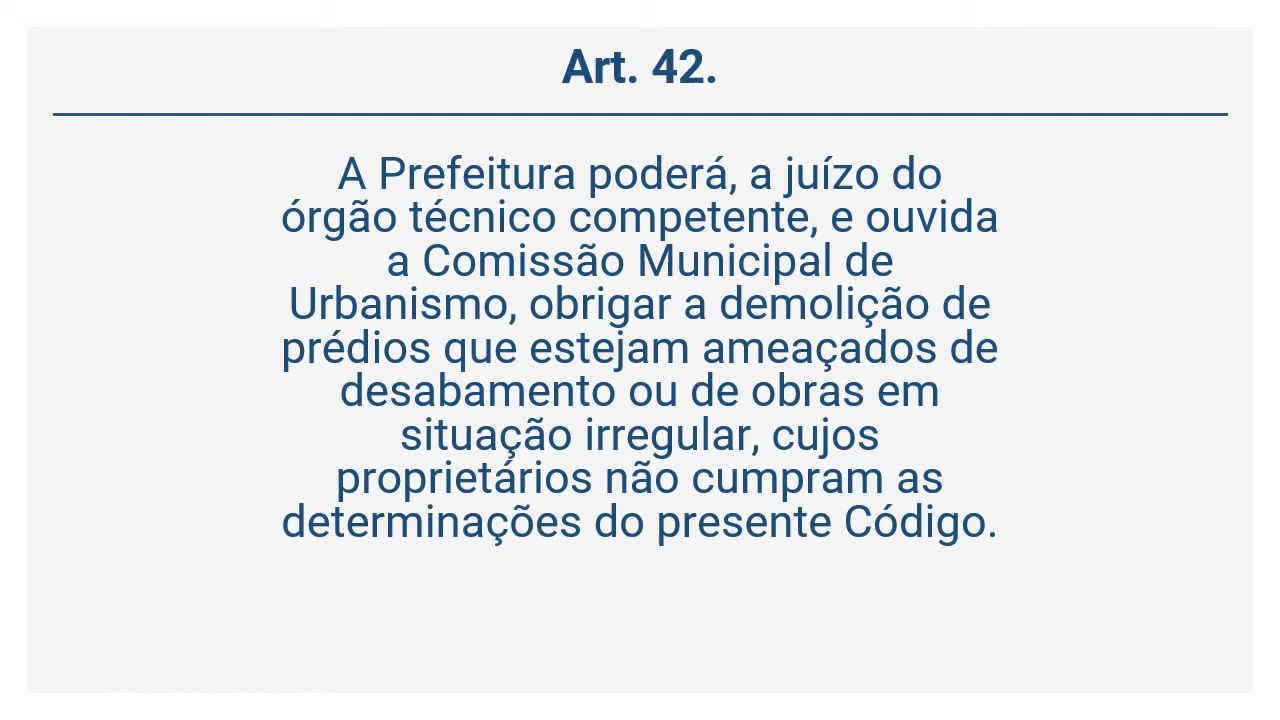 Art. 42.
A Prefeitura poderá, a juízo do
órgão técnico competente, e ouvida
a Comissão Municipal de
Urbanismo, obrigar a demolição de
prédios que estejam ameaçados de
desabamento ou de obras em
situação irregular, cujos
proprietários não cumpram as
determinações do presente Código.